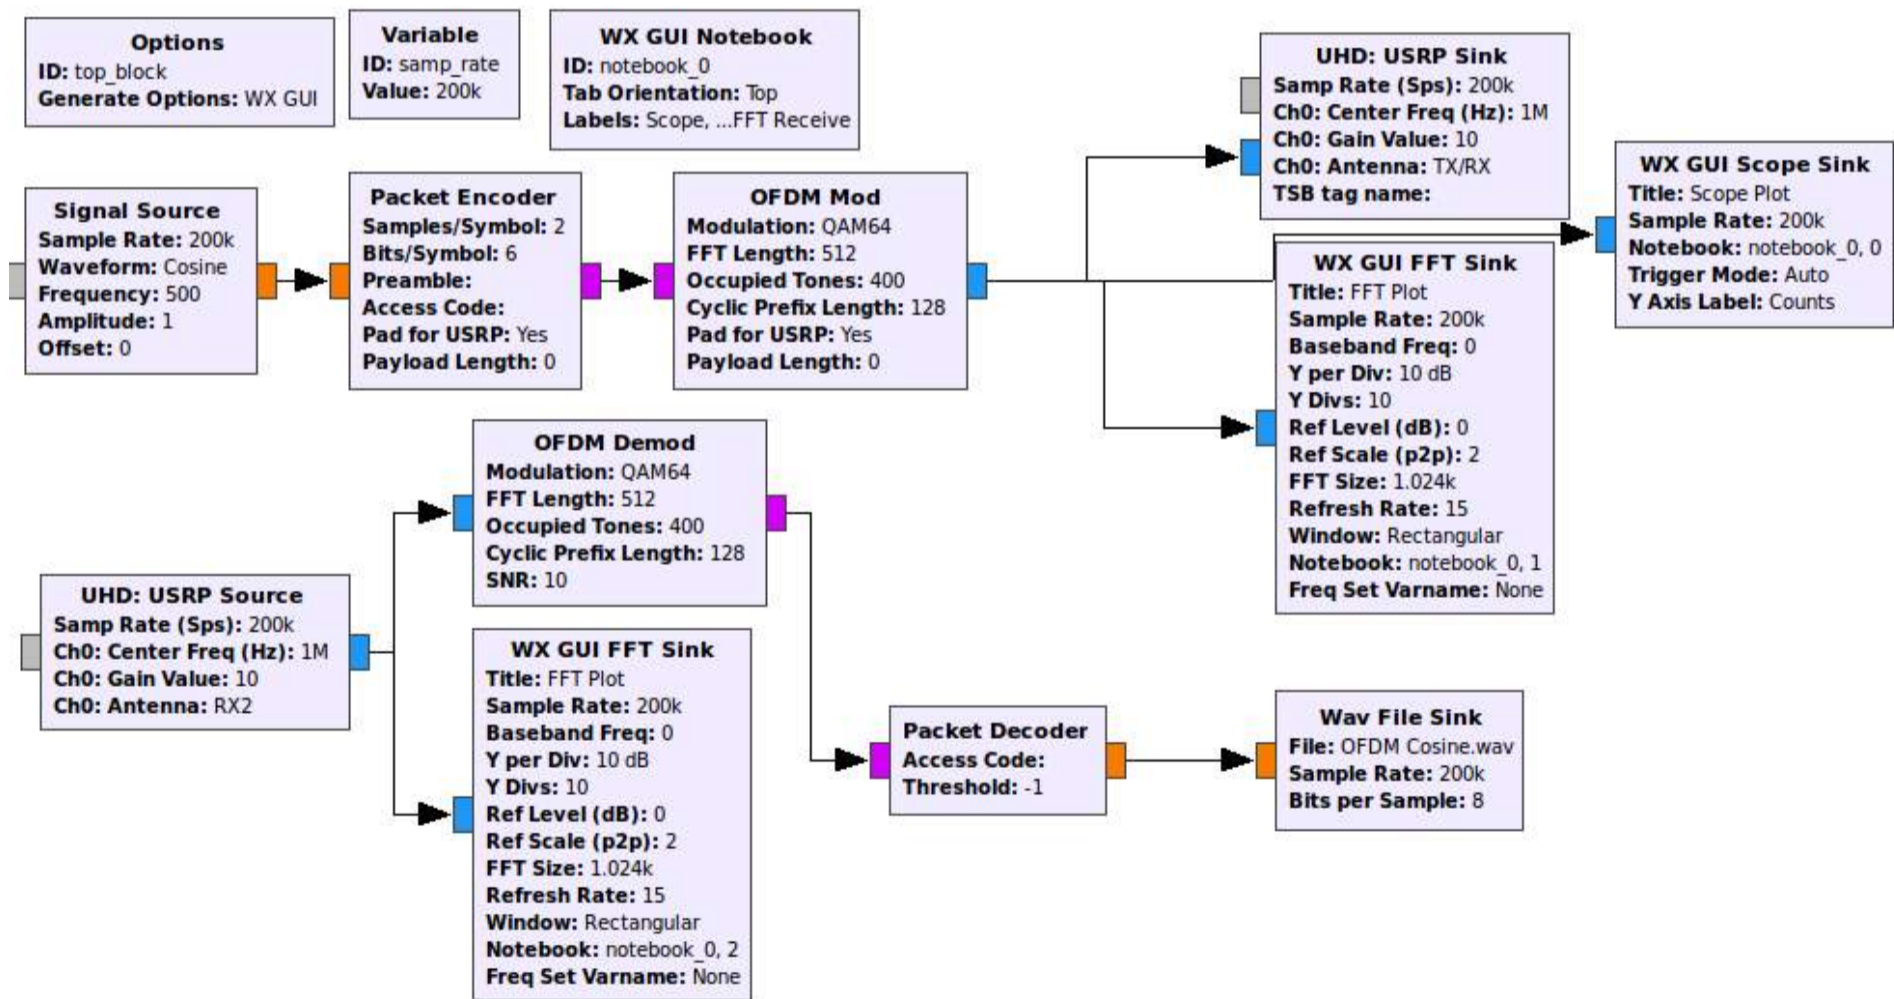 Options
ID: top_block
Generate Options: WX GUI
Variable
ID: samp_rate
Value: 200k
WX GUI Notebook
ID: notebook_0
Tab Orientation: Top
Labels: Scope, ...FFT Receive
UHD: USRP Sink
Samp Rate (Sps): 200k
Ch0: Center Freq (Hz): 1M
Ch0: Gain Value: 10
Ch0: Antenna: TX/RX
TSB tag name:
WX GUI Scope Sink
Title: Scope Plot
Sample Rate: 200k
Notebook: notebook_0, 0
Trigger Mode: Auto
Y Axis Label: Counts
Signal Source
Sample Rate: 200k
Waveform: Cosine
Frequency: 500
Amplitude: 1
Offset: 0
Packet Encoder
Samples/Symbol: 2
Bits/Symbol: 6
Preamble:
Access Code:
Pad for USRP: Yes
Payload Length: 0
OFDM Mod
Modulation: QAM64
FFT Length: 512
Occupied Tones: 400
Cyclic Prefix Length: 128
Pad for USRP: Yes
Payload Length: 0
WX GUI FFT Sink
Title: FFT Plot
Sample Rate: 200k
Baseband Freq: 0
Y per Div: 10 dB
Y Divs: 10
Ref Level (dB): 0
Ref Scale (p2p): 2
FFT Size: 1.024k
Refresh Rate: 15
Window: Rectangular
Notebook: notebook_0, 1
Freq Set Varname: None
OFDM Demod
Modulation: QAM64
FFT Length: 512
Occupied Tones: 400
Cyclic Prefix Length: 128
SNR: 10
UHD: USRP Source
Samp Rate (Sps): 200k
Ch0: Center Freq (Hz): 1M
Ch0: Gain Value: 10
Ch0: Antenna: RX2
WX GUI FFT Sink
Title: FFT Plot
Sample Rate: 200k
Baseband Freq: 0
Y per Div: 10 dB
Y Divs: 10
Ref Level (dB): 0
Ref Scale (p2p): 2
FFT Size: 1.024k
Refresh Rate: 15
Window: Rectangular
Notebook: notebook_0, 2
Freq Set Varname: None
Packet Decoder
Access Code:
Threshold: -1
Wav File Sink
File: OFDM Cosine.wav
Sample Rate: 200k
Bits per Sample: 8